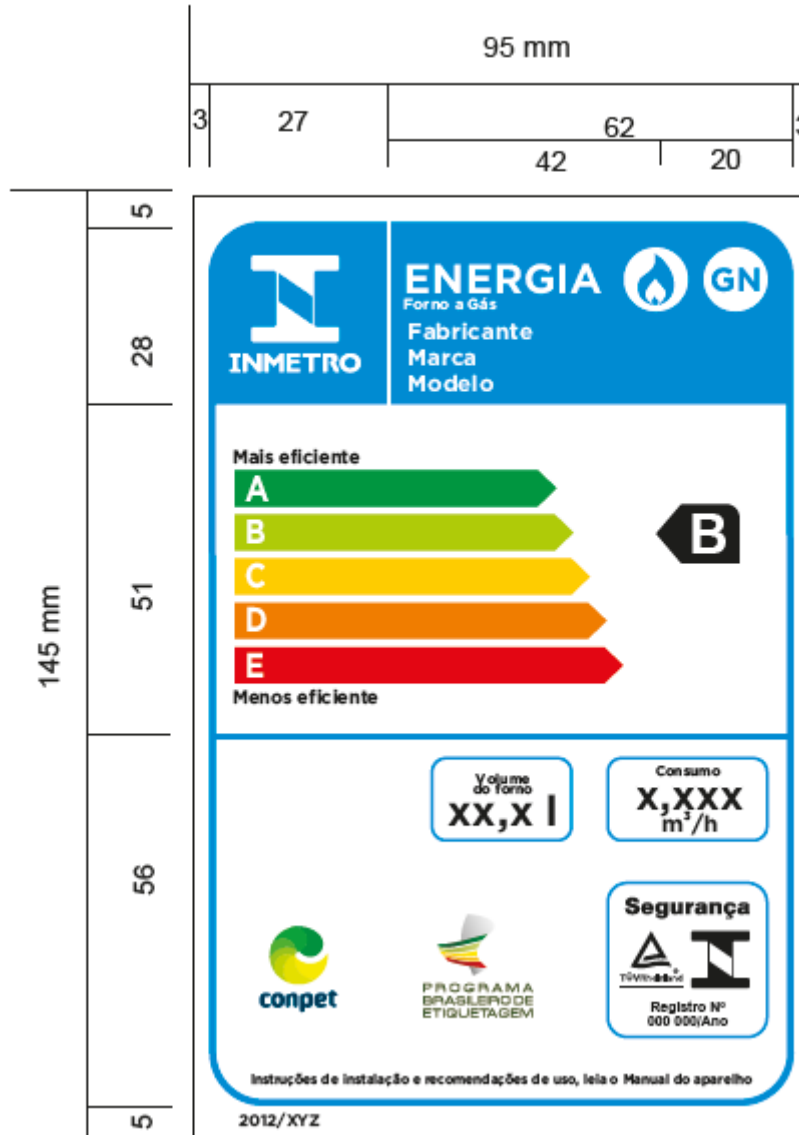 95 mm
3
27
62
42
20
5
28
51
145 mm
56
5
INMETRO
ENERGIA
GN
Forno a Gás
Fabricante
Marca
Modelo
Mais eficiente
A
B
C
D
E
B
Menos eficiente
Volume
do forno
xx,x l
Consumo
x,xxx
m³/h
conpet
PROGRAMA
BRASILEIRO DE
ETIQUETAGEM
Segurança
Registro Nº
000 000/Ano
Instruções de instalação e recomendações de uso, leia o Manual do aparelho
2012/XYZ